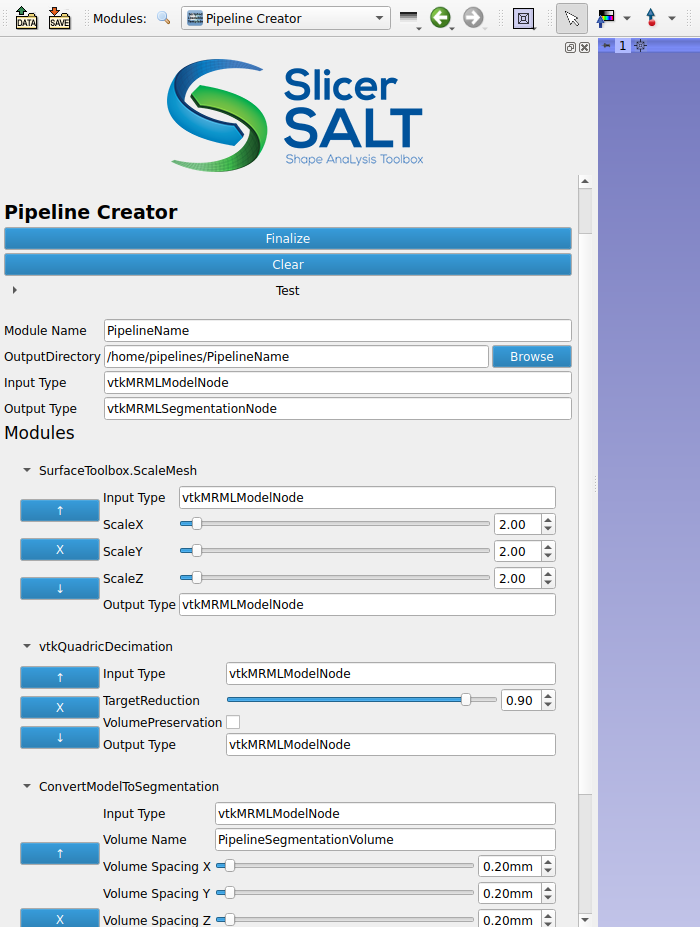 DATA
SAVE
Modules:
Pipeline Creator
1
Slicer
SALT
Shape AnaLysis Toolbox
Pipeline Creator
Finalize
Clear
Test
Module Name PipelineName
OutputDirectory /home/pipelines/PipelineName Browse
Input Type vtkMRMLModelNode
Output Type vtkMRMLSegmentationNode
Modules
SurfaceToolbox.ScaleMesh
↑
X
↓
Input Type vtkMRMLModelNode
ScaleX 2.00
ScaleY 2.00
ScaleZ 2.00
Output Type vtkMRMLModelNode
vtkQuadricDecimation
↑
X
↓
Input Type vtkMRMLModelNode
TargetReduction 0.90
VolumePreservation
Output Type vtkMRMLModelNode
ConvertModelToSegmentation
↑
X
Input Type vtkMRMLModelNode
Volume Name PipelineSegmentationVolume
Volume Spacing X 0.20mm
Volume Spacing Y 0.20mm
Volume Spacing Z 0.20mm